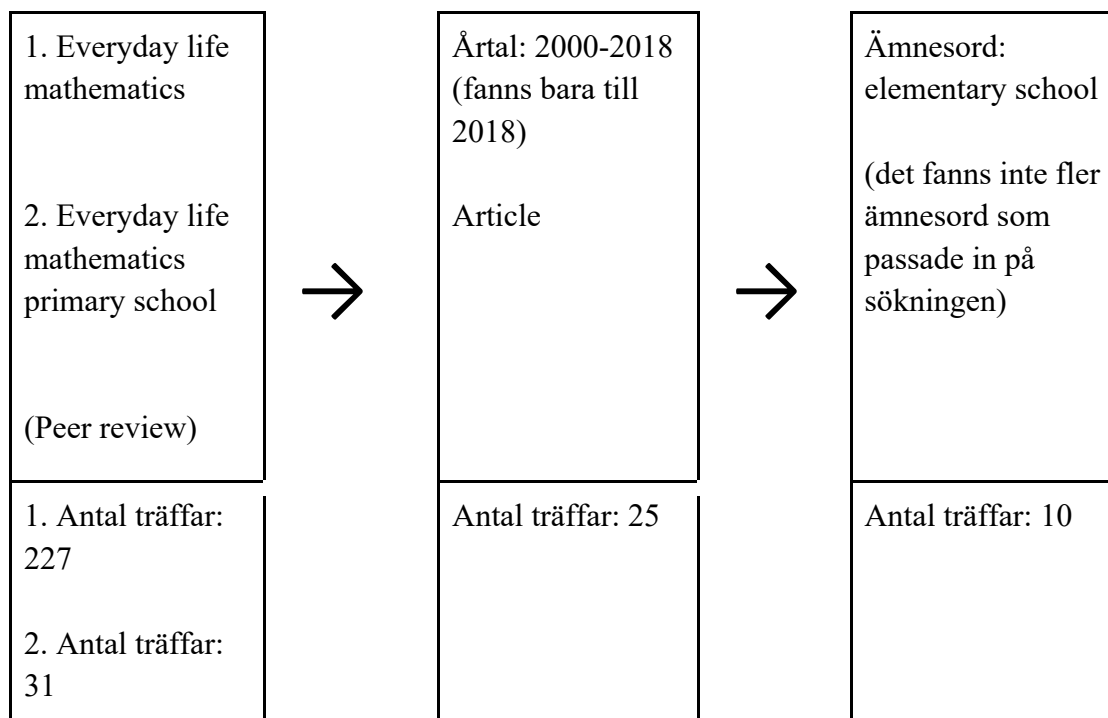 1. Everyday life
mathematics
2. Everyday life
mathematics
primary school
(Peer review)
1. Antal träffar:
227
2. Antal träffar:
31
Årtal: 2000-2018
(fanns bara till
2018)
Article
Antal träffar: 25
Ämnesord:
elementary school
(det fanns inte fler
ämnesord som
passade in på
sökningen)
Antal träffar: 10